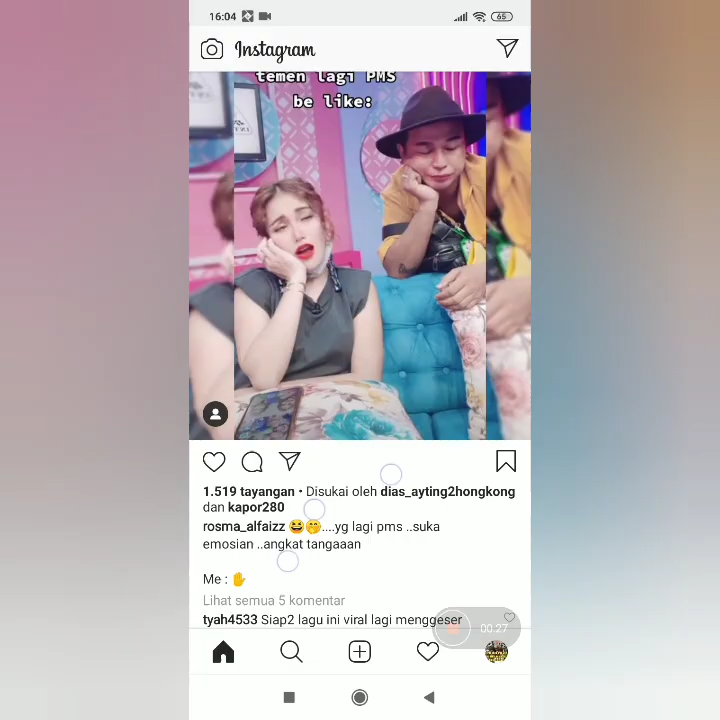 16:04
65
Instagram
temen lagi PMS
be like:
1.519 tayangan • Disukai oleh dias_ayting2hongkong
dan kapor280
rosma_alfaizz 😆🤭....yg lagi pms ..suka
emosian ..angkat tangaaan
Me : ✋
Lihat semua 5 komentar
tyah4533 Siap2 lagu ini viral lagi menggeser
00:27